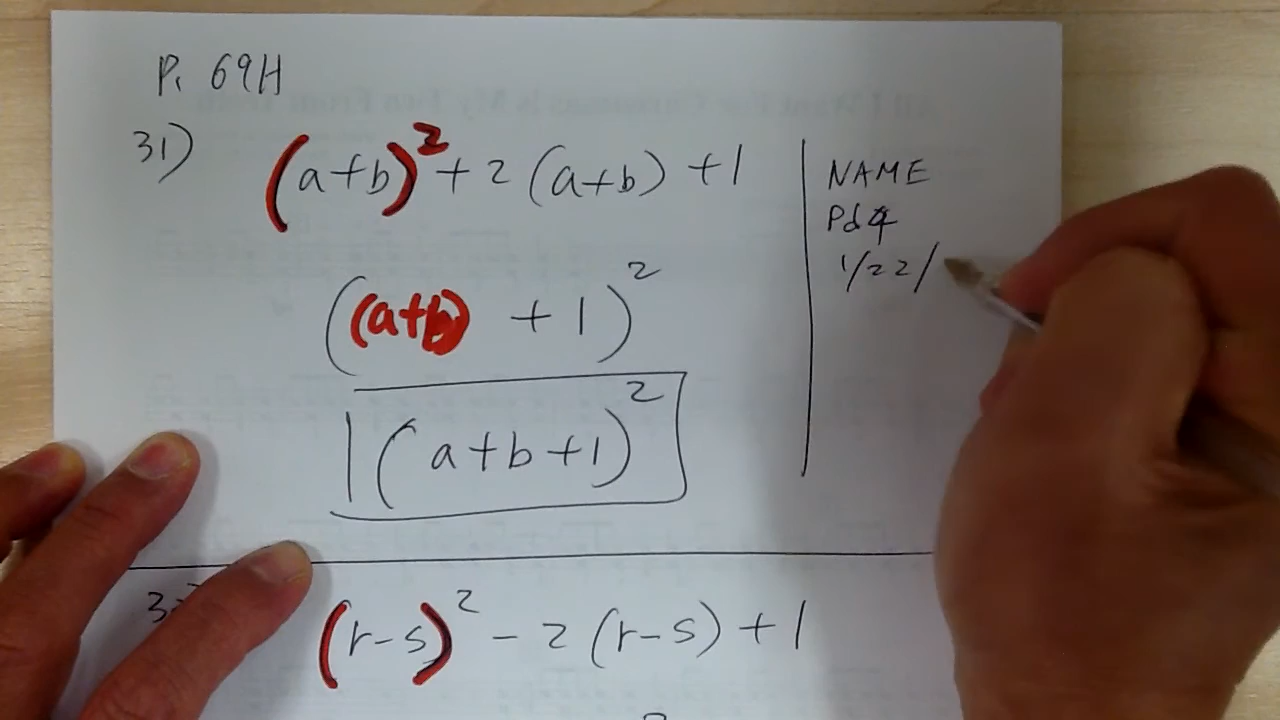 P. 69H
31) (a+b)² + 2 (a+b) + 1
((a+b) + 1)²
(a+b+1)²
NAME
Pd 4
1/22/
(r-s)² - 2 (r-s) + 1